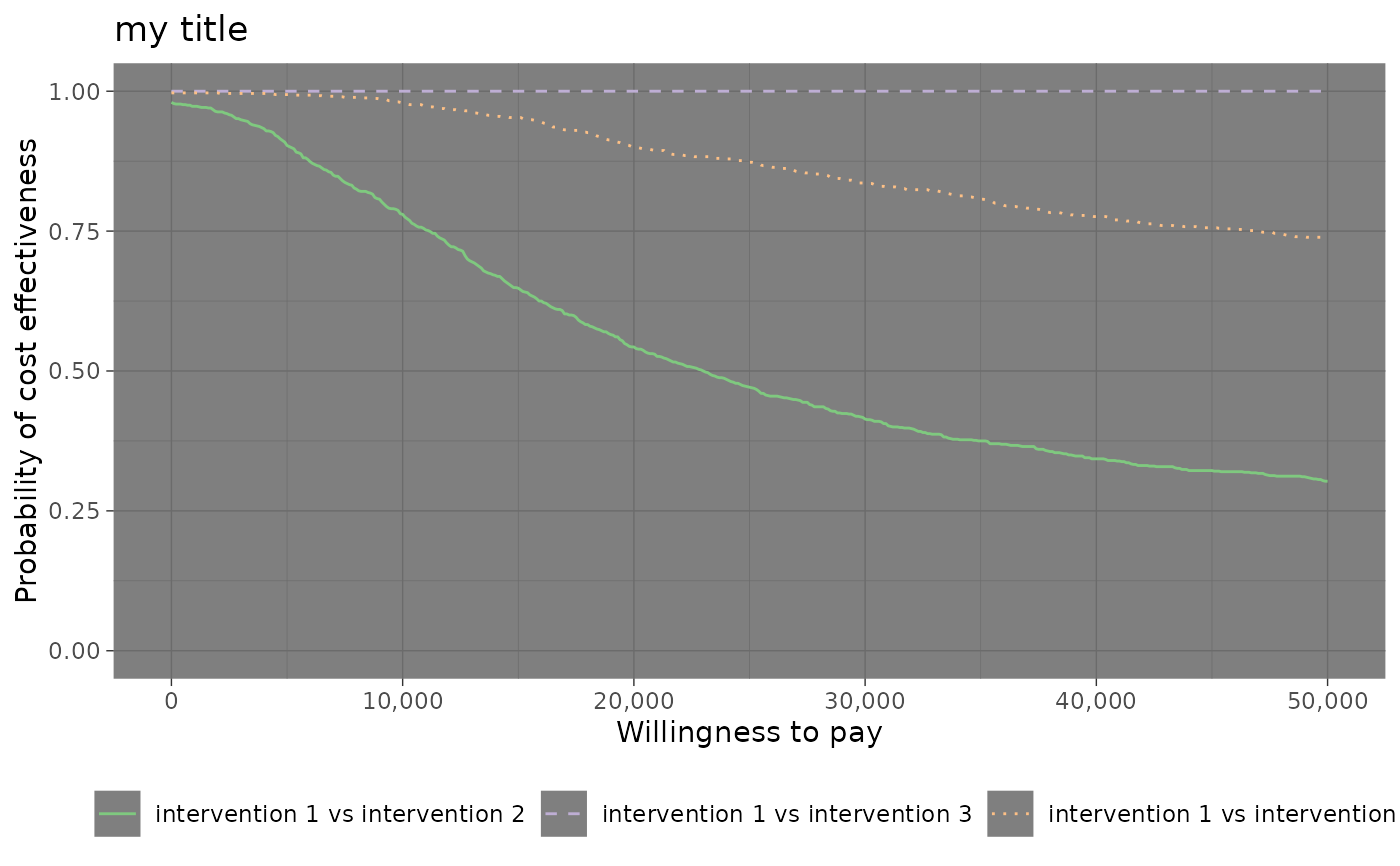 my title
Probability of cost effectiveness
1.00
0.75
0.50
0.25
0.00
0
10,000
20,000
30,000
40,000
50,000
Willingness to pay
intervention 1 vs intervention 2
intervention 1 vs intervention 3
intervention 1 vs intervention